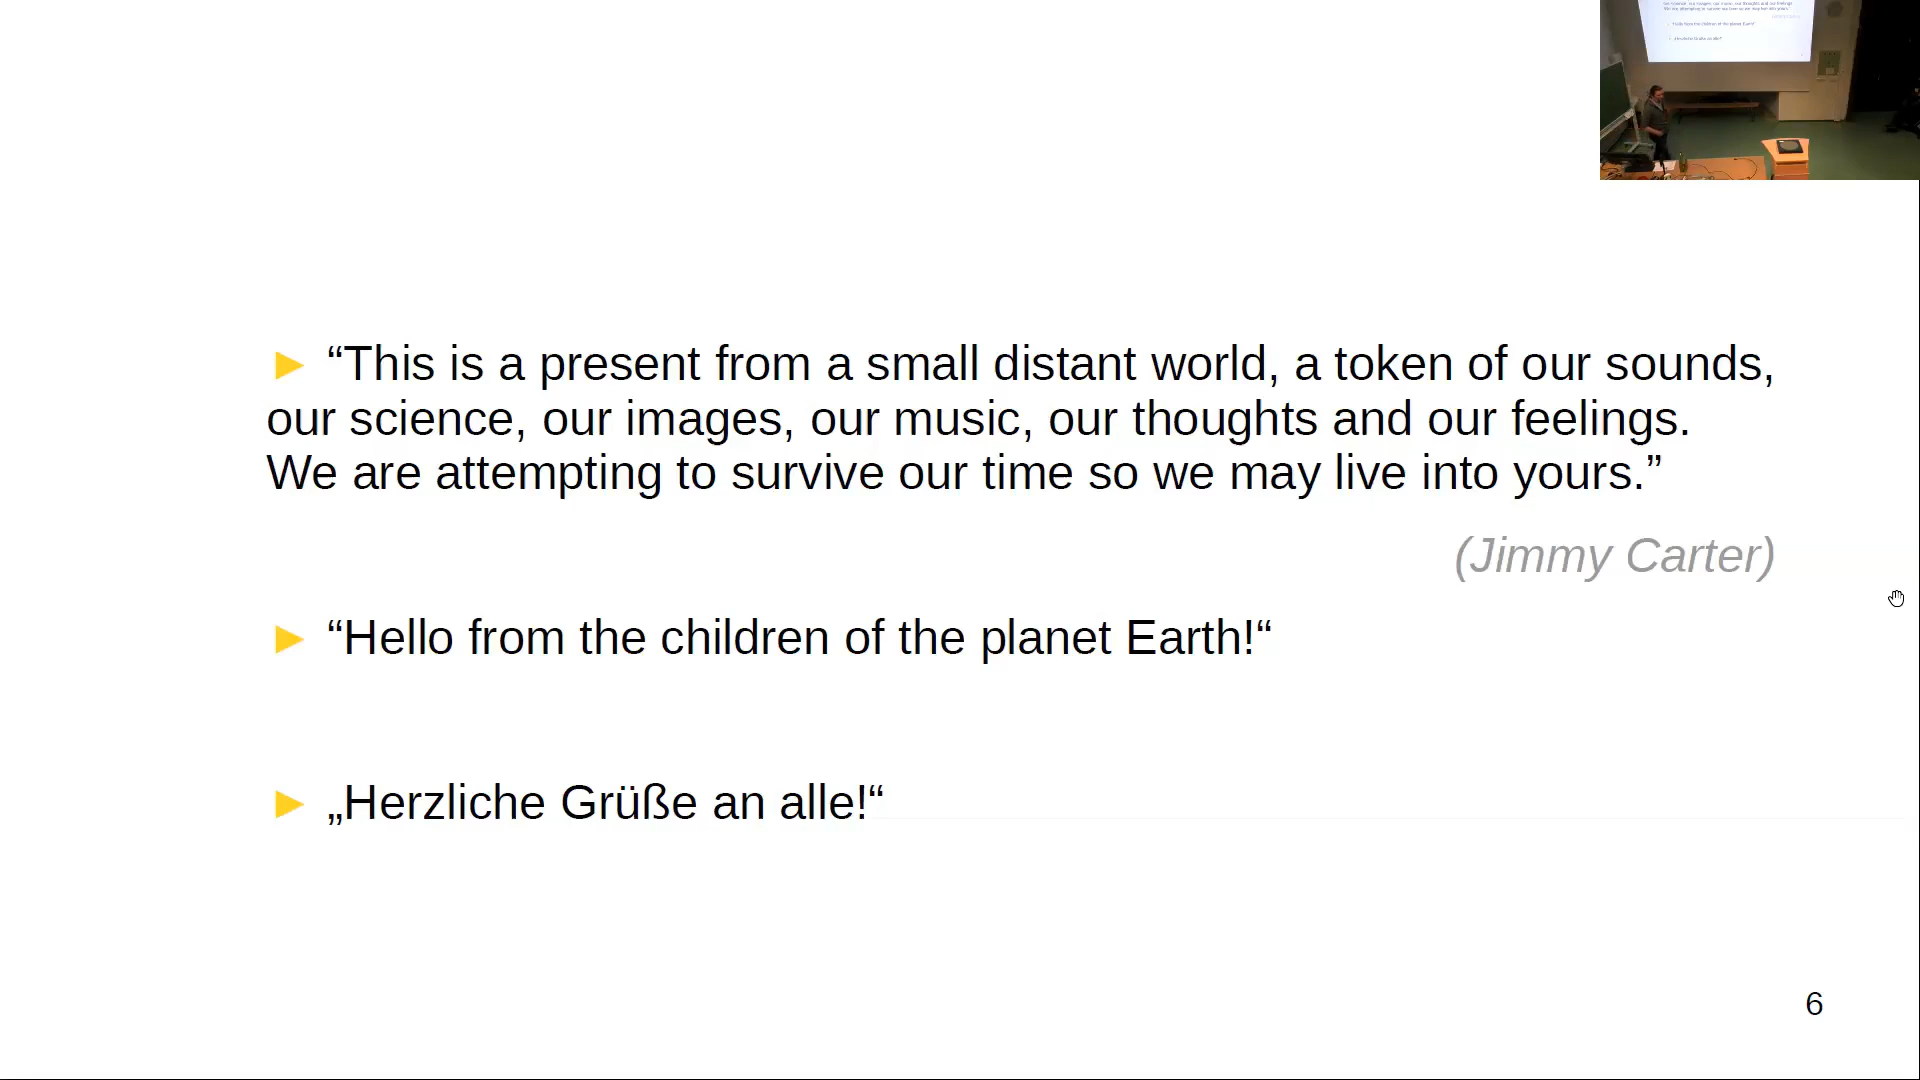 ► “This is a present from a small distant world, a token of our sounds,
our science, our images, our music, our thoughts and our feelings.
We are attempting to survive our time so we may live into yours.”
(Jimmy Carter)
► “Hello from the children of the planet Earth!“
► „Herzliche Grüße an alle!“
6